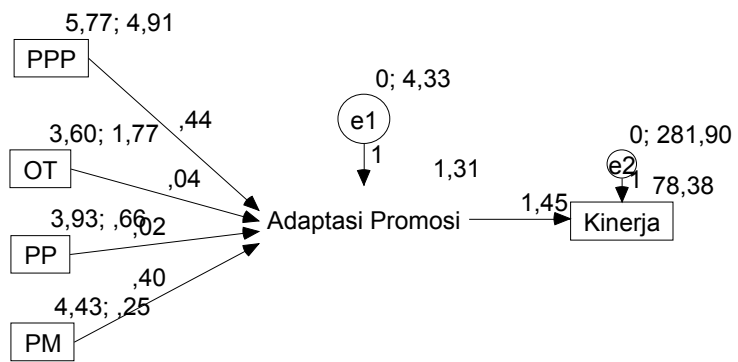 5,77; 4,91
PPP
,44
0; 4,33
e1
1
3,60; 1,77
OT
,04
1,31
0; 281,90
e2
1
78,38
Adaptasi Promosi
1,45
Kinerja
3,93; ,66
,02
PP
,40
4,43; ,25
PM